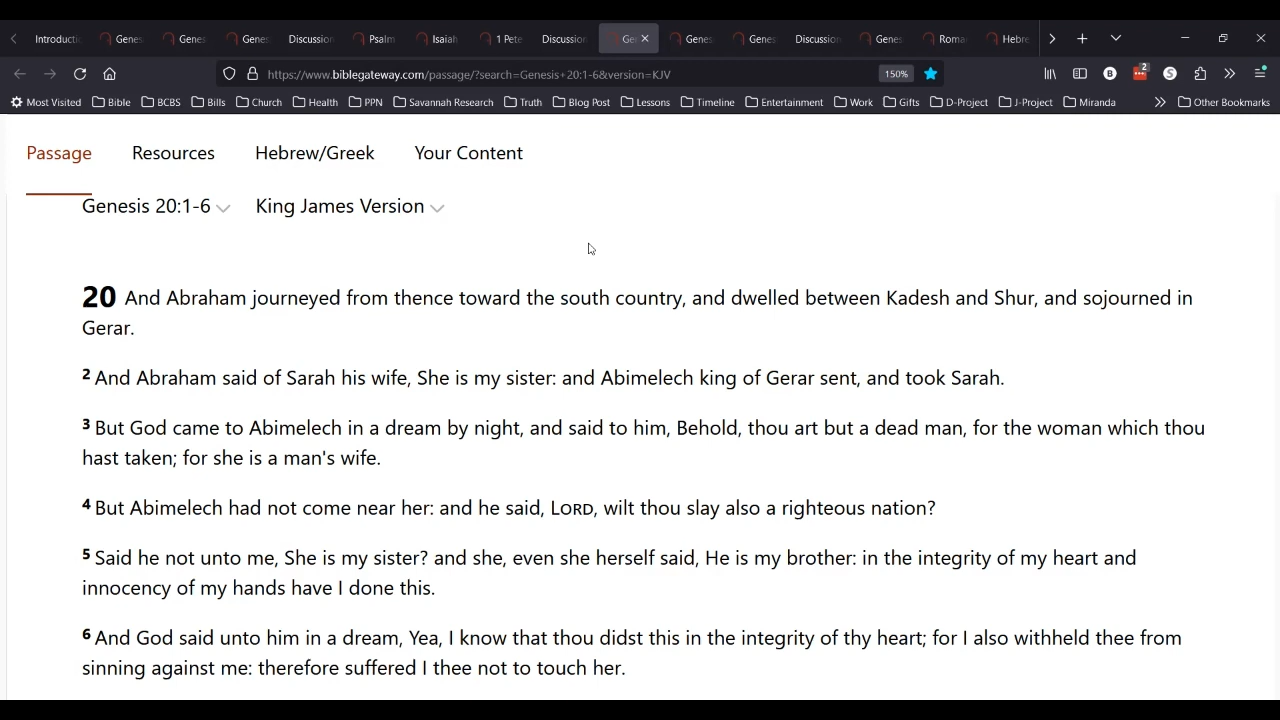 Introducti Genes Genes Genes Discussion Psalm Isaiah 1 Pete Discussion Ge Genes Genes Discussion Genes Roma Hebre
https://www.biblegateway.com/passage/?search=Genesis+20:1-6&version=KJV 150% B 2 S
Most Visited Bible BCBS Bills Church Health PPN Savannah Research Truth Blog Post Lessons Timeline Entertainment Work Gifts D-Project J-Project Miranda Other Bookmarks
Passage Resources Hebrew/Greek Your Content
Genesis 20:1-6 King James Version
20 And Abraham journeyed from thence toward the south country, and dwelled between Kadesh and Shur, and sojourned in
Gerar.
2 And Abraham said of Sarah his wife, She is my sister: and Abimelech king of Gerar sent, and took Sarah.
3 But God came to Abimelech in a dream by night, and said to him, Behold, thou art but a dead man, for the woman which thou
hast taken; for she is a man's wife.
4 But Abimelech had not come near her: and he said, LORD, wilt thou slay also a righteous nation?
5 Said he not unto me, She is my sister? and she, even she herself said, He is my brother: in the integrity of my heart and
innocency of my hands have I done this.
6 And God said unto him in a dream, Yea, I know that thou didst this in the integrity of thy heart; for I also withheld thee from
sinning against me: therefore suffered I thee not to touch her.